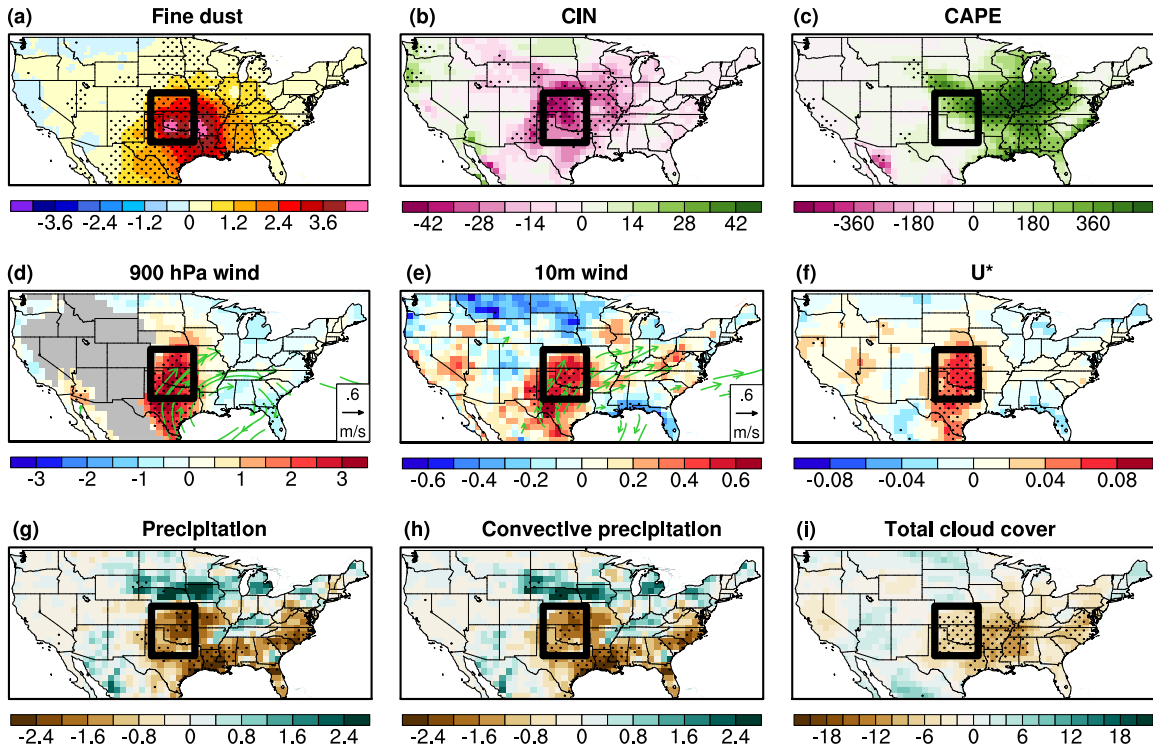 (a) Fine dust
(b) CIN
(c) CAPE
-3.6 -2.4 -1.2 0 1.2 2.4 3.6
-42 -28 -14 0 14 28 42
-360 -180 0 180 360
(d) 900 hPa wind
(e) 10m wind
(f) U*
.6
m/s
.6
m/s
-3 -2 -1 0 1 2 3
-0.6 -0.4 -0.2 0 0.2 0.4 0.6
-0.08 -0.04 0 0.04 0.08
(g) Precipitation
(h) Convective precipitation
(i) Total cloud cover
-2.4 -1.6 -0.8 0 0.8 1.6 2.4
-2.4 -1.6 -0.8 0 0.8 1.6 2.4
-18 -12 -6 0 6 12 18